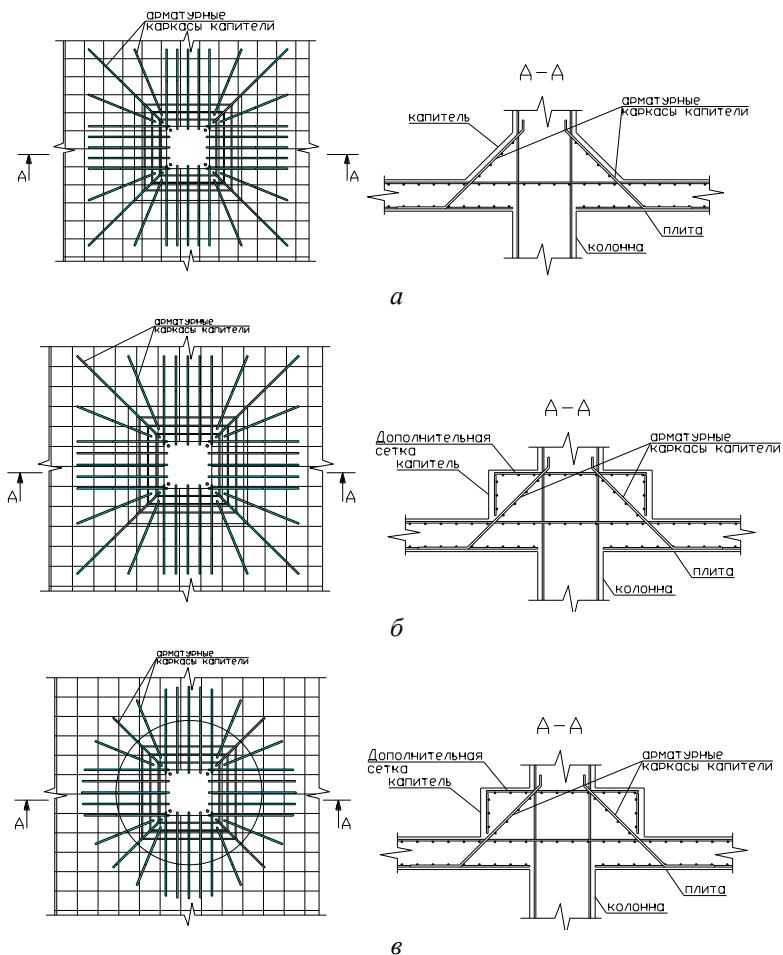 арматурные
каркасы капители
А
А
А-А
капитель
арматурные
каркасы капители
плита
колонна
а
арматурные
каркасы капители
А
А
А-А
Дополнительная
сетка
капитель
арматурные
каркасы капители
плита
колонна
б
арматурные
каркасы капители
А
А
А-А
Дополнительная
сетка
капитель
арматурные
каркасы капители
плита
колонна
в